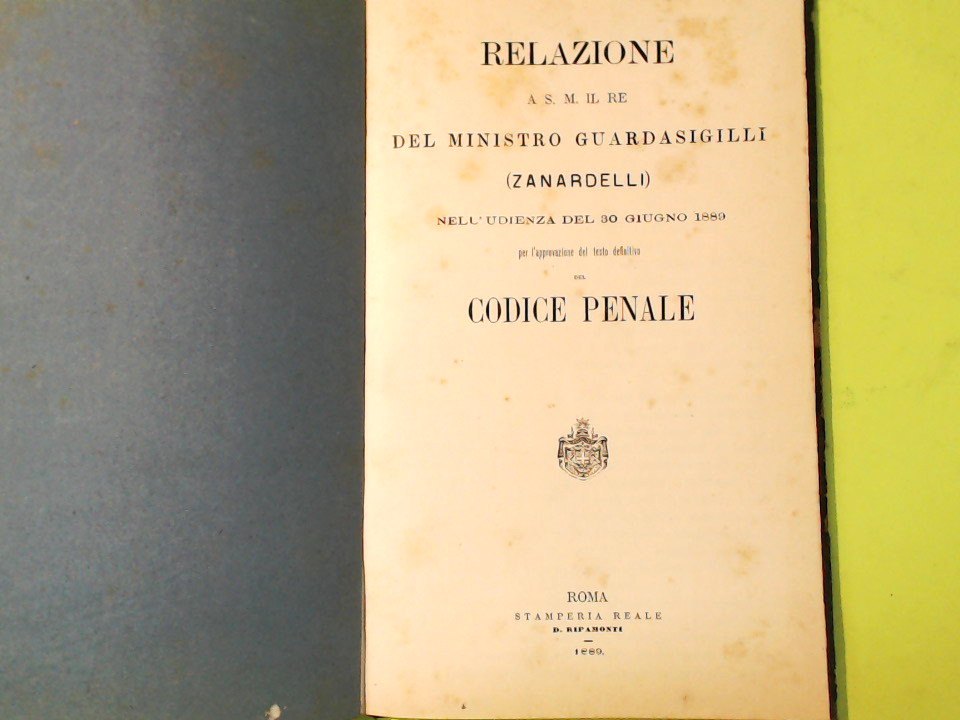 RELAZIONE
A S. M. IL RE
DEL MINISTRO GUARDASIGILLI
(ZANARDELLI)
NELL'UDIENZA DEL 30 GIUGNO 1889
per l'approvazione del testo definitivo
DEL
CODICE PENALE
ROMA
STAMPERIA REALE
D. RIPAMONTI
1889.